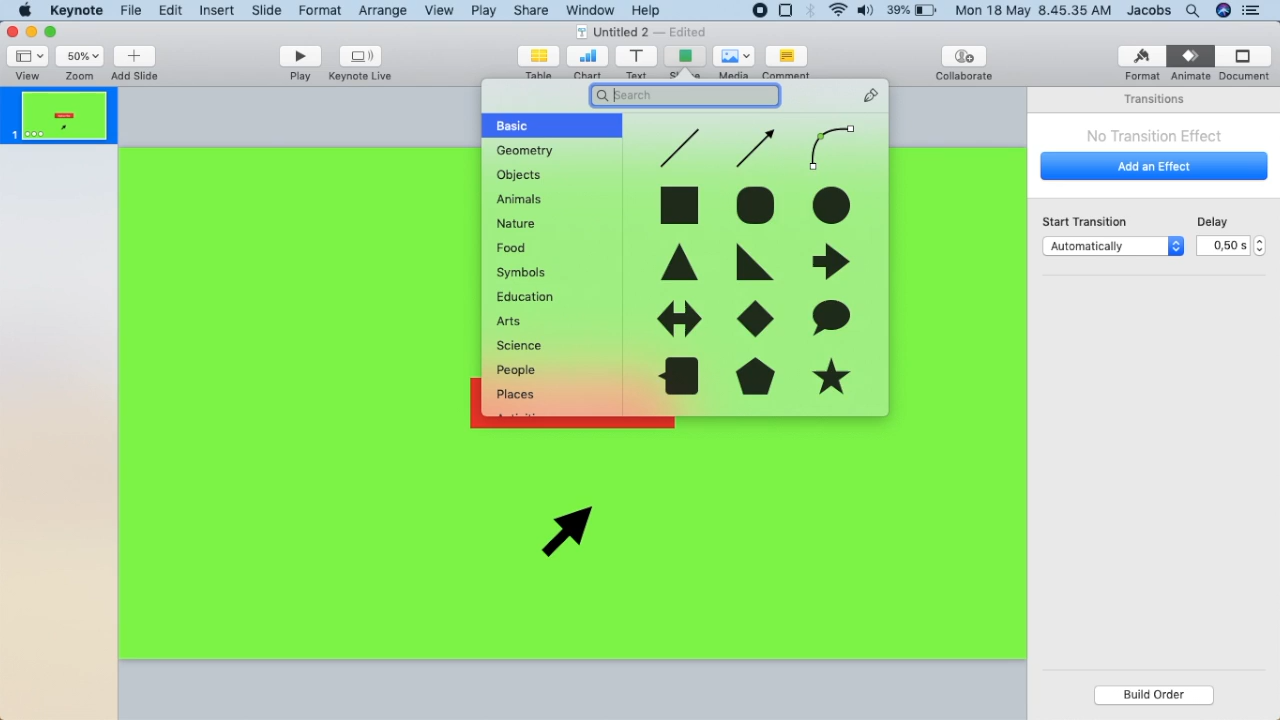 Keynote File Edit Insert Slide Format Arrange View Play Share Window Help 39% Mon 18 May 8.45.35 AM Jacobs
Untitled 2 — Edited
50%
View Zoom Add Slide Play Keynote Live Table Chart Text Shape Media Comment Collaborate Format Animate Document
1
Search
Basic
Geometry
Objects
Animals
Nature
Food
Symbols
Education
Arts
Science
People
Places
Transitions
No Transition Effect
Add an Effect
Start Transition Delay
Automatically 0,50 s
Build Order